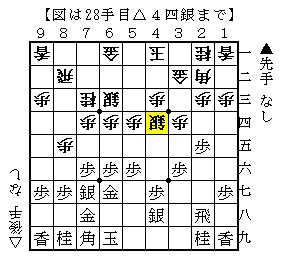 【図は28手目△４四銀まで】
９ ８ ７ ６ ５ ４ ３ ２ １
香 金 王 桂 香 一
飛 金 角 二
歩 桂 銀 歩 歩 歩 三
歩 歩 歩 銀 歩 四
歩 歩 五
歩 歩 歩 歩 六
歩 歩 銀 金 歩 歩 七
金 銀 飛 八
香 桂 角 玉 桂 香 九
▲先手 なし
△後手 なし